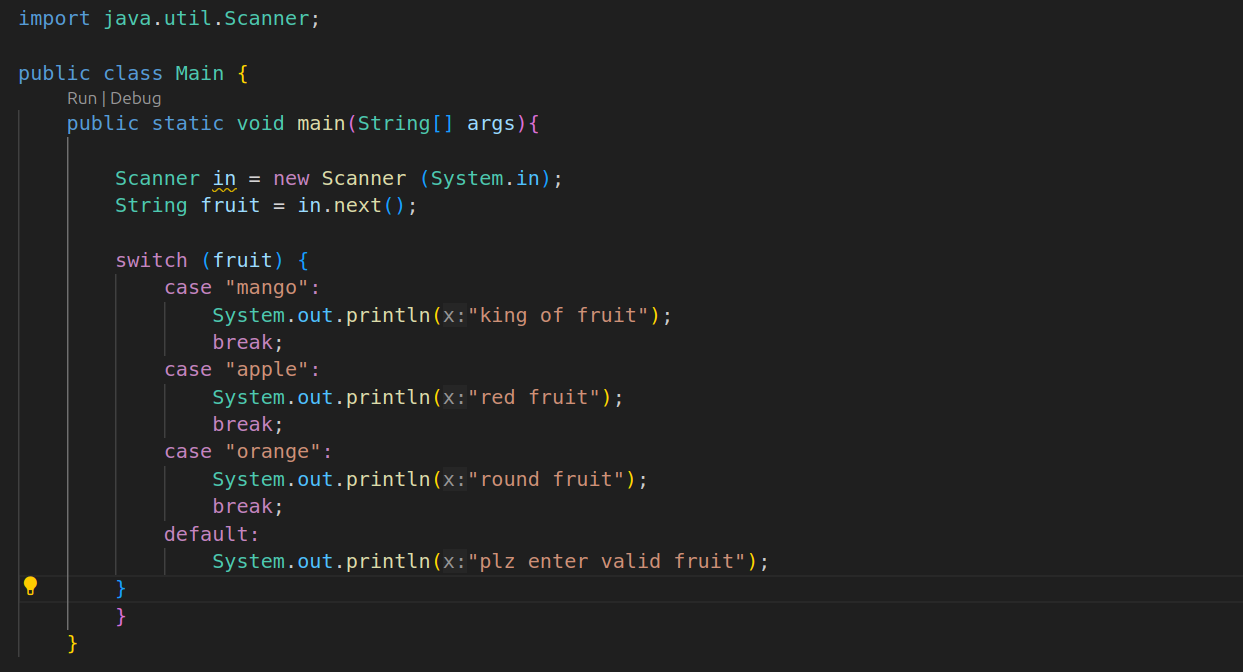 import java.util.Scanner;
public class Main {
Run | Debug
public static void main(String[] args){
Scanner in = new Scanner (System.in);
String fruit = in.next();
switch (fruit) {
case "mango":
System.out.println(x:"king of fruit");
break;
case "apple":
System.out.println(x:"red fruit");
break;
case "orange":
System.out.println(x:"round fruit");
break;
default:
System.out.println(x:"plz enter valid fruit");
}
}
}